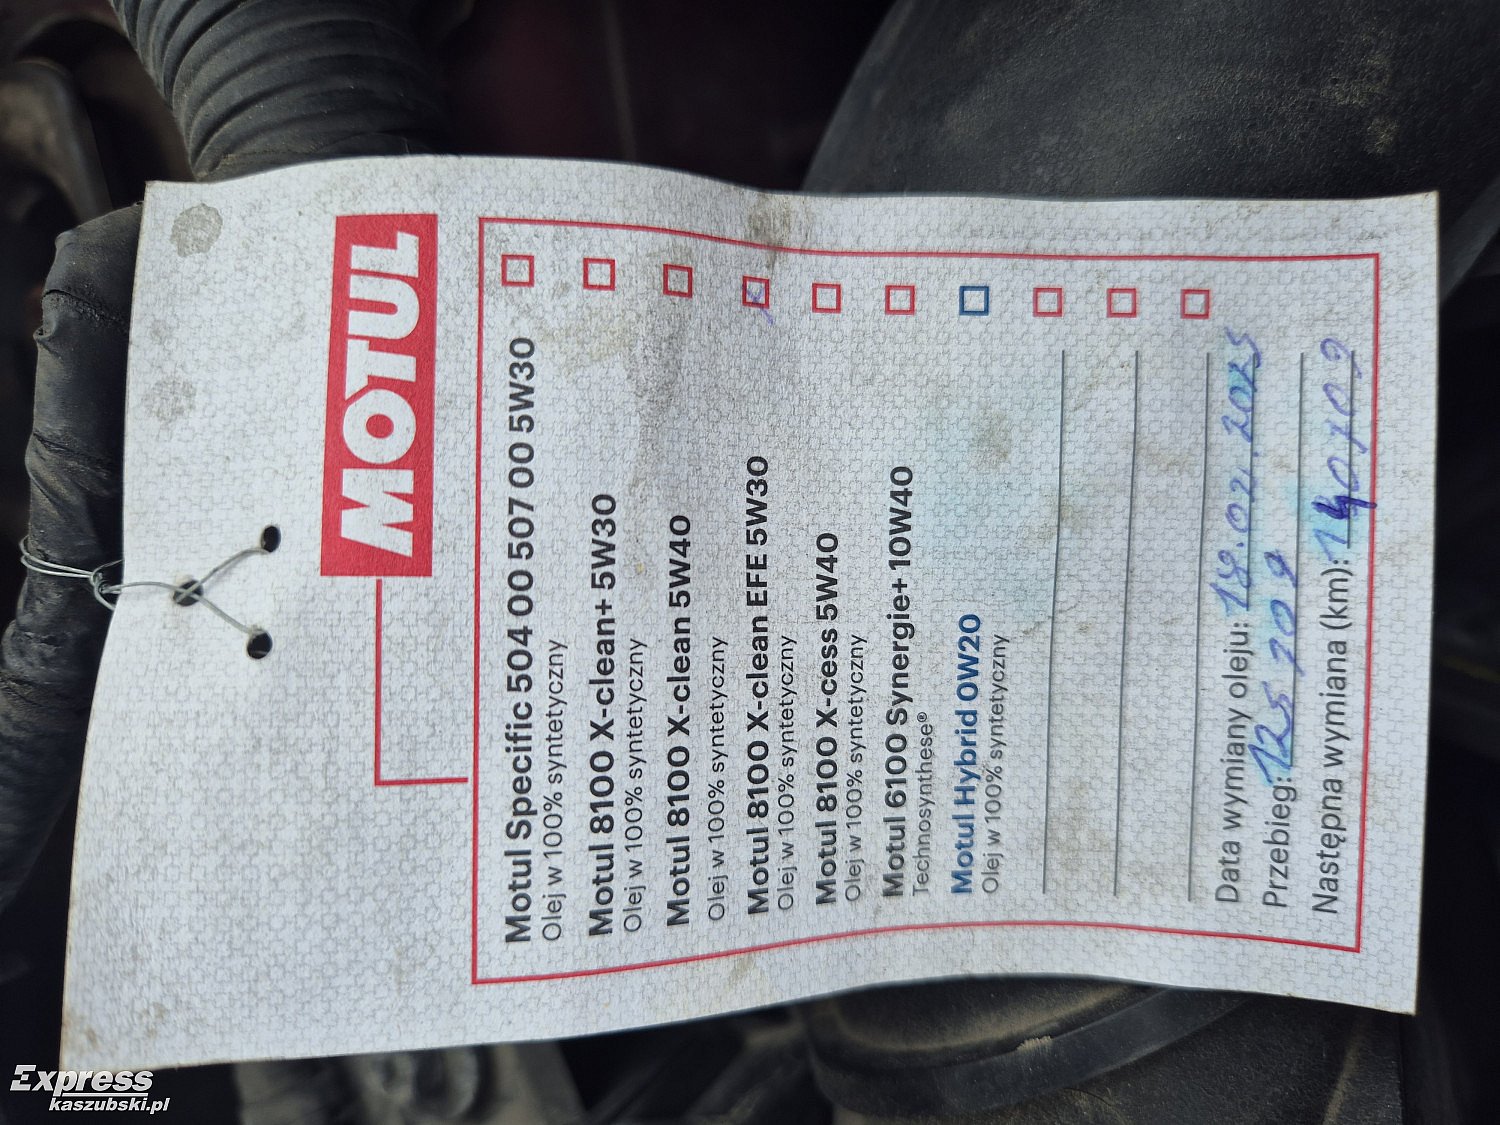 MOTUL
Motul Specific 504 00 507 00 5W30
Olej w 100% syntetyczny
Motul 8100 X-clean+ 5W30
Olej w 100% syntetyczny
Motul 8100 X-clean 5W40
Olej w 100% syntetyczny
Motul 8100 X-clean EFE 5W30
Olej w 100% syntetyczny
Motul 8100 X-cess 5W40
Olej w 100% syntetyczny
Motul 6100 Synergie+ 10W40
Technosynthese®
Motul Hybrid 0W20
Olej w 100% syntetyczny
Data wymiany oleju: 18.02.2025
Przebieg: 125 709
Następna wymiana (km): 140709
Express
kaszubski.pl